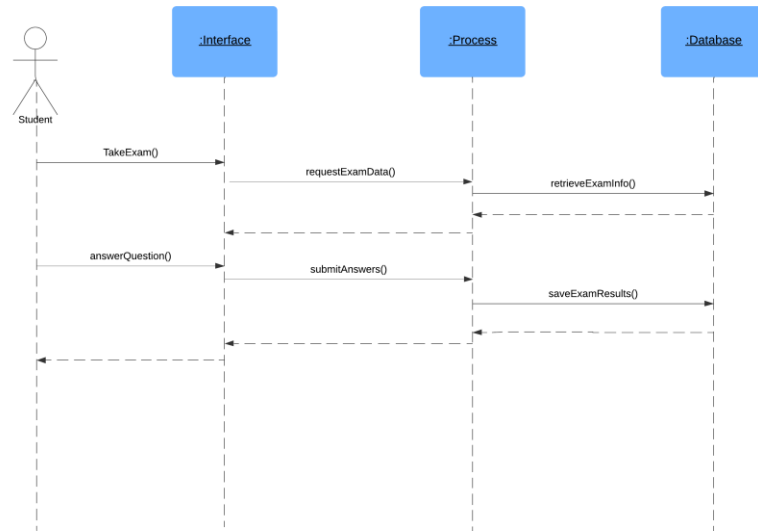 :Interface
:Process
:Database
Student
TakeExam()
requestExamData()
retrieveExamInfo()
answerQuestion()
submitAnswers()
saveExamResults()